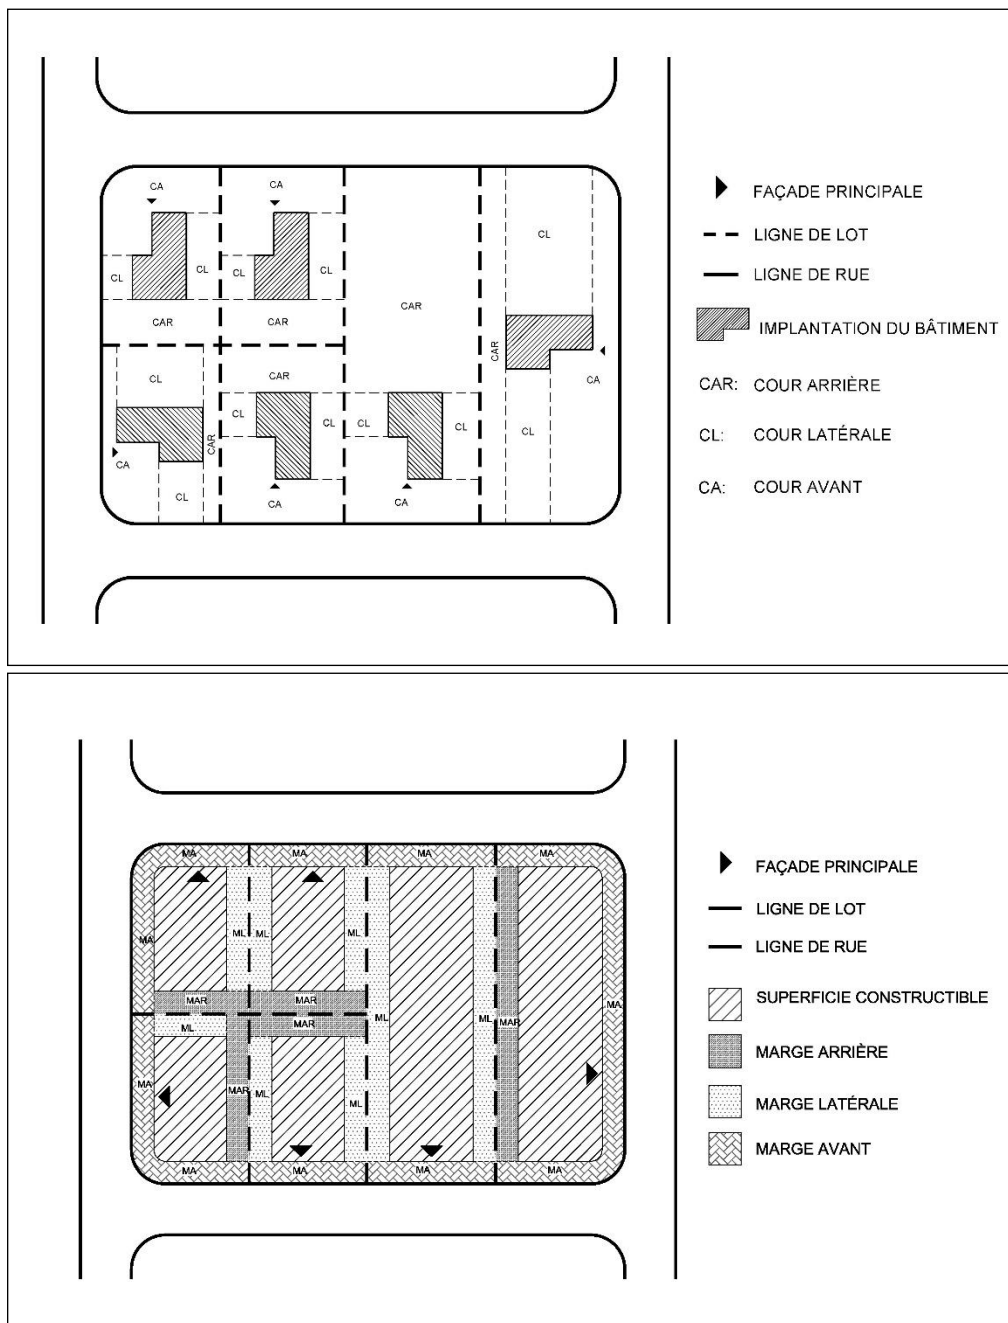 CA
CA
CL
CL
CL
CL
CL
CAR
CAR
CAR
CAR
CA
CL
CAR
CL
CL
CL
CL
CL
CAR
CA
CL
CL
CA
CA
FAÇADE PRINCIPALE
LIGNE DE LOT
LIGNE DE RUE
IMPLANTATION DU BÂTIMENT
CAR: COUR ARRIÈRE
CL: COUR LATÉRALE
CA: COUR AVANT
MA
MA
MA
MA
MA
ML
ML
ML
MAR
MAR
ML
MAR
ML
ML
MAR
MA
MA
MAR
ML
ML
MA
MA
MA
MA
FAÇADE PRINCIPALE
LIGNE DE LOT
LIGNE DE RUE
SUPERFICIE CONSTRUCTIBLE
MARGE ARRIÈRE
MARGE LATÉRALE
MARGE AVANT